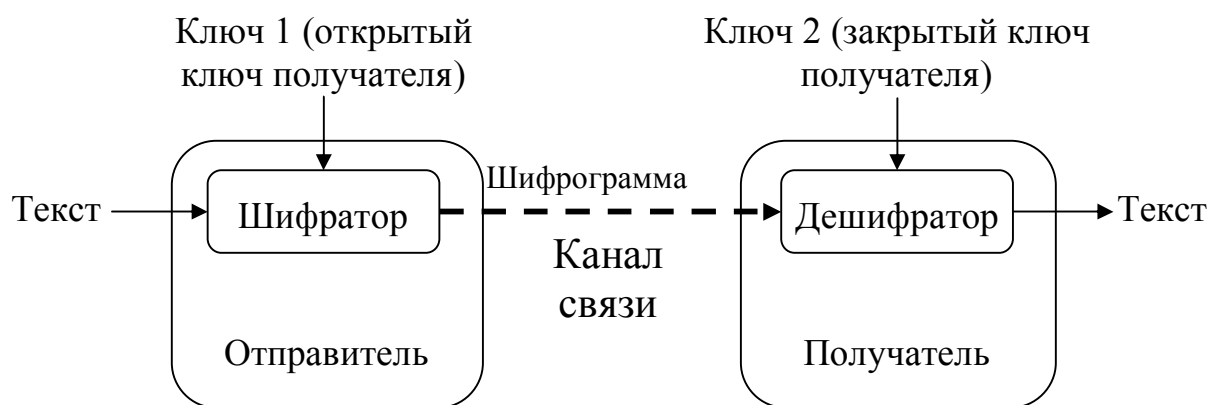 Ключ 1 (открытый
ключ получателя)
Ключ 2 (закрытый ключ
получателя)
Текст
Шифратор
Шифрограмма
Дешифратор
Текст
Канал
связи
Отправитель
Получатель